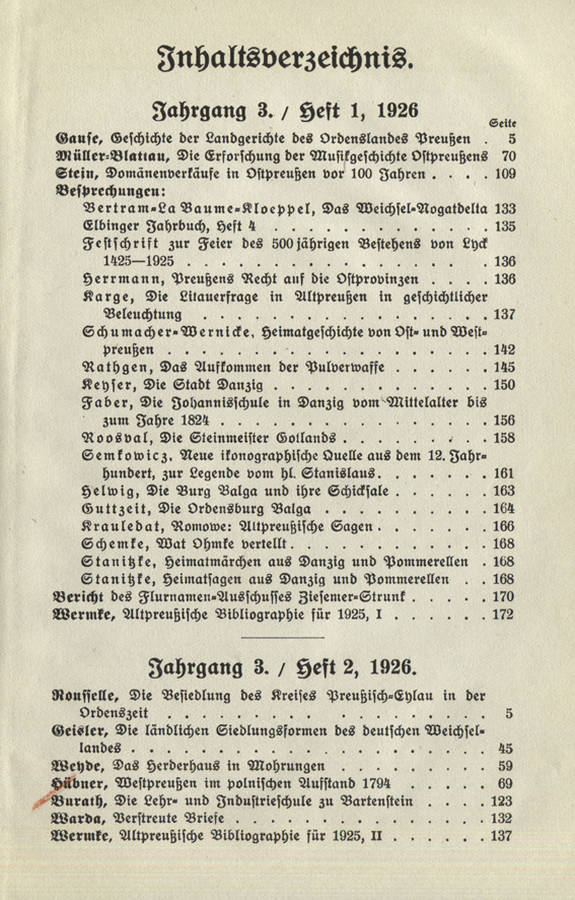 Inhaltsverzeichnis.
Jahrgang 3. / Heft 1, 1926
Seite
Gause, Geschichte der Landgerichte des Ordenslandes Preußen . 5
Müller-Blattau, Die Erforschung der Musikgeschichte Ostpreußens 70
Stein, Domänenverkäufe in Ostpreußen vor 100 Jahren . . . . 109
Besprechungen:
Bertram-La Baume-Kloeppel, Das Weichsel-Nogatdelta 133
Elbinger Jahrbuch, Heft 4 . . . . . . . . . . . . . 135
Festschrift zur Feier des 500 jährigen Bestehens von Lyck
1425—1925 . . . . . . . . . . . . . . . . . 136
Herrmann, Preußens Recht auf die Ostprovinzen . . . . 136
Karge, Die Litauerfrage in Altpreußen in geschichtlicher
Beleuchtung . . . . . . . . . . . . . . . . . 137
Schumacher-Wernicke, Heimatgeschichte von Ost- und West-
preußen . . . . . . . . . . . . . . . . . . . 142
Rathgen, Das Aufkommen der Pulverwaffe . . . . . . 145
Keyser, Die Stadt Danzig . . . . . . . . . . . . . 150
Faber, Die Johannisschule in Danzig vom Mittelalter bis
zum Jahre 1824 . . . . . . . . . . . . . . . . 156
Roosval, Die Steinmeister Gotlands . . . . . . . . . 158
Semkowicz, Neue ikonographische Quelle aus dem 12. Jahr-
hundert, zur Legende vom hl. Stanislaus . . . . . . 161
Helwig, Die Burg Balga und ihre Schicksale . . . . . . 163
Guttzeit, Die Ordensburg Balga . . . . . . . . . . 164
Krauledat, Romowe: Altpreußische Sagen . . . . . . . 166
Schemke, Wat Ohmke vertellt . . . . . . . . . . . . 168
Stanitzke, Heimatmärchen aus Danzig und Pommerellen . 168
Stanitzke, Heimatsagen aus Danzig und Pommerellen . . 168
Bericht des Flurnamen-Ausschusses Ziesemer-Strunk . . . . . 170
Wermke, Altpreußische Bibliographie für 1925, I . . . . . . 172
Jahrgang 3. / Heft 2, 1926.
Rousselle, Die Besiedlung des Kreises Preußisch-Eylau in der
Ordenszeit . . . . . . . . . . . . . . . . . . 5
Geisler, Die ländlichen Siedlungsformen des deutschen Weichsel-
landes . . . . . . . . . . . . . . . . . . . . 45
Weyde, Das Herderhaus in Mohrungen . . . . . . . . . 59
Hübner, Westpreußen im polnischen Aufstand 1794 . . . . . 69
Burath, Die Lehr- und Industrieschule zu Bartenstein . . . . 123
Warda, Verstreute Briefe . . . . . . . . . . . . . . . 132
Wermke, Altpreußische Bibliographie für 1925, II . . . . . . 137